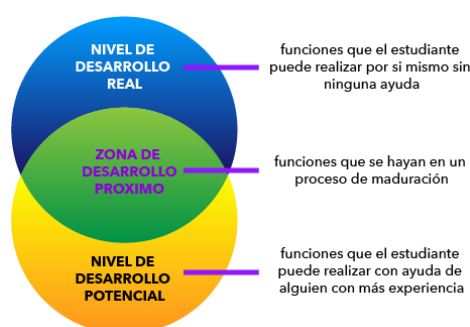 NIVEL DE
DESARROLLO
REAL
funciones que el estudiante
puede realizar por si mismo sin
ninguna ayuda
ZONA DE
DESARROLLO
PROXIMO
funciones que se hayan en un
proceso de maduración
NIVEL DE
DESARROLLO
POTENCIAL
funciones que el estudiante
puede realizar con ayuda de
alguien con más experiencia